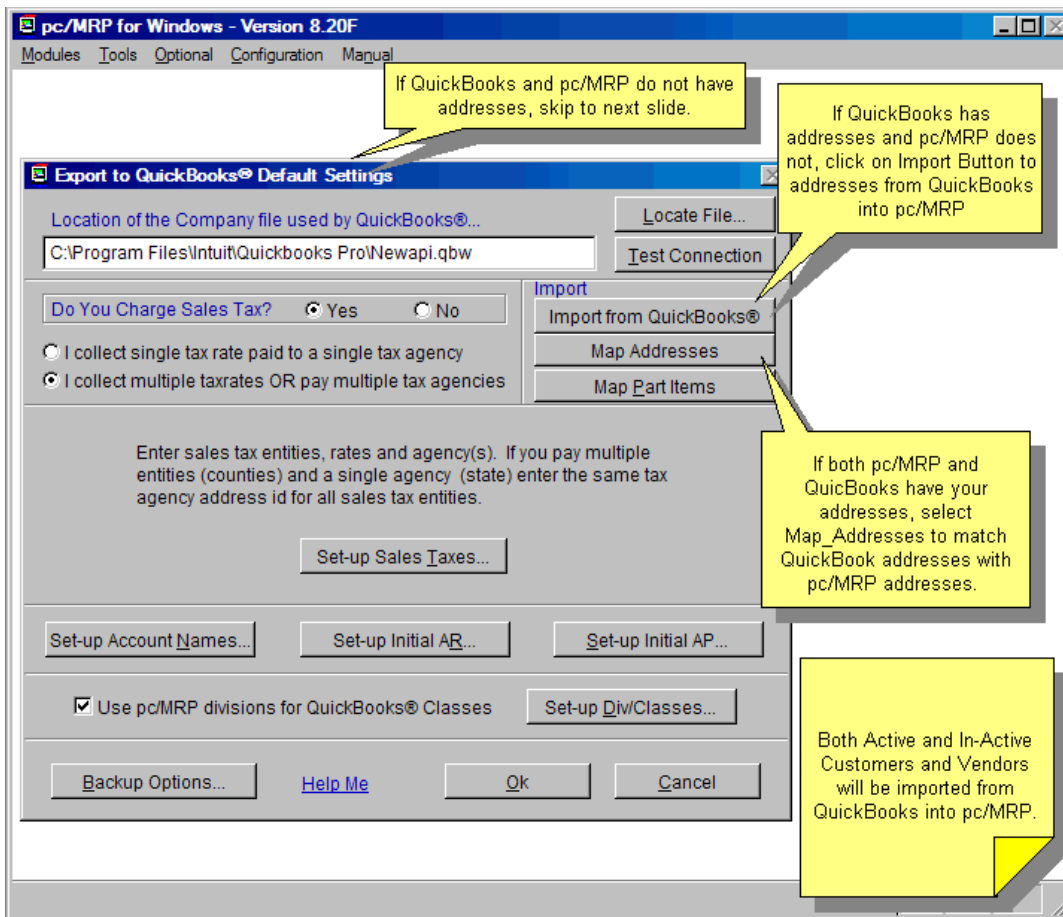 pc/MRP for Windows - Version 8.20F
Modules Tools Optional Configuration Manual
If QuickBooks and pc/MRP do not have
addresses, skip to next slide.
If QuickBooks has
addresses and pc/MRP does
not, click on Import Button to
addresses from QuickBooks
into pc/MRP
Export to QuickBooks® Default Settings
Location of the Company file used by QuickBooks®...
Locate File...
C:\Program Files\Intuit\Quickbooks Pro\Newapi.qbw
Test Connection
Do You Charge Sales Tax? Yes No
Import
Import from QuickBooks®
I collect single tax rate paid to a single tax agency
Map Addresses
I collect multiple taxrates OR pay multiple tax agencies
Map Part Items
Enter sales tax entities, rates and agency(s). If you pay multiple
entities (counties) and a single agency (state) enter the same tax
agency address id for all sales tax entities.
If both pc/MRP and
QuicBooks have your
addresses, select
Map_Addresses to match
QuickBook addresses with
pc/MRP addresses.
Set-up Sales Taxes...
Set-up Account Names... Set-up Initial AR... Set-up Initial AP...
Use pc/MRP divisions for QuickBooks® Classes Set-up Div/Classes...
Both Active and In-Active
Customers and Vendors
will be imported from
QuickBooks into pc/MRP.
Backup Options... Help Me Ok Cancel